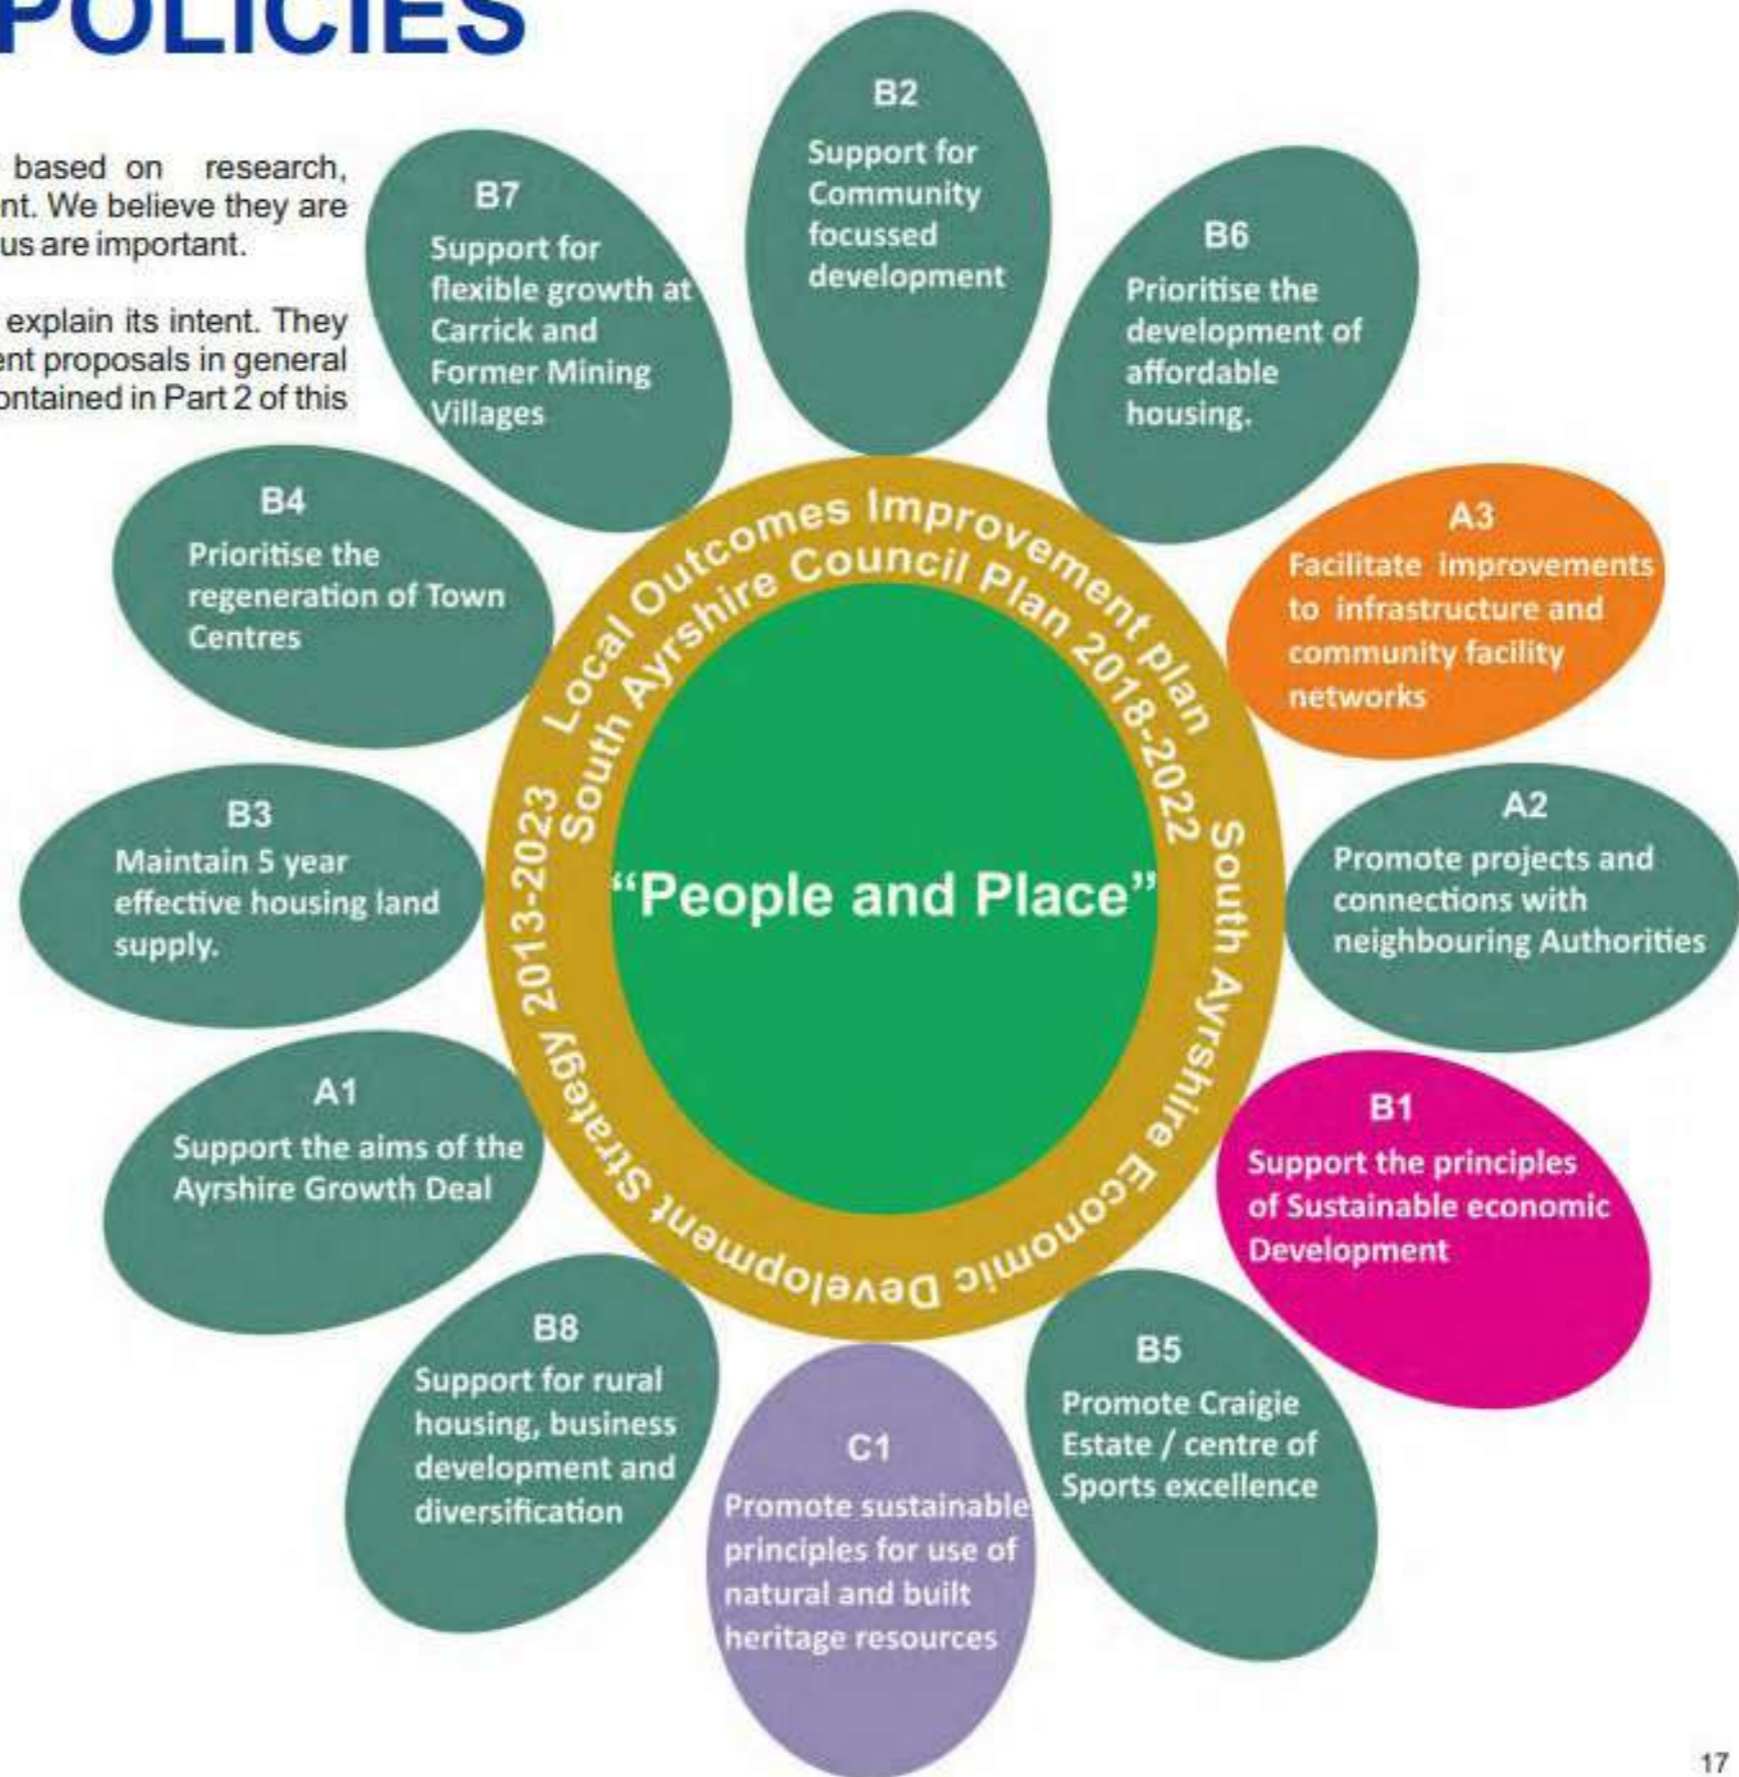 POLICIES
based on research,
nt. We believe they are
us are important.
explain its intent. They
ent proposals in general
ontained in Part 2 of this
B2
Support for
Community
focussed
development
B7
Support for
flexible growth at
Carrick and
Former Mining
Villages
B6
Prioritise the
development of
affordable
housing.
B4
Prioritise the
regeneration of Town
Centres
A3
Facilitate improvements
to infrastructure and
community facility
networks
B3
Maintain 5 year
effective housing land
supply.
A2
Promote projects and
connections with
neighbouring Authorities
A1
Support the aims of the
Ayrshire Growth Deal
B1
Support the principles
of Sustainable economic
Development
B8
Support for rural
housing, business
development and
diversification
C1
Promote sustainable
principles for use of
natural and built
heritage resources
B5
Promote Craigie
Estate / centre of
Sports excellence
Local Outcomes Improvement plan
South Ayrshire Council Plan 2018-2022
South Ayrshire Economic Development Strategy 2013-2023
“People and Place”
17